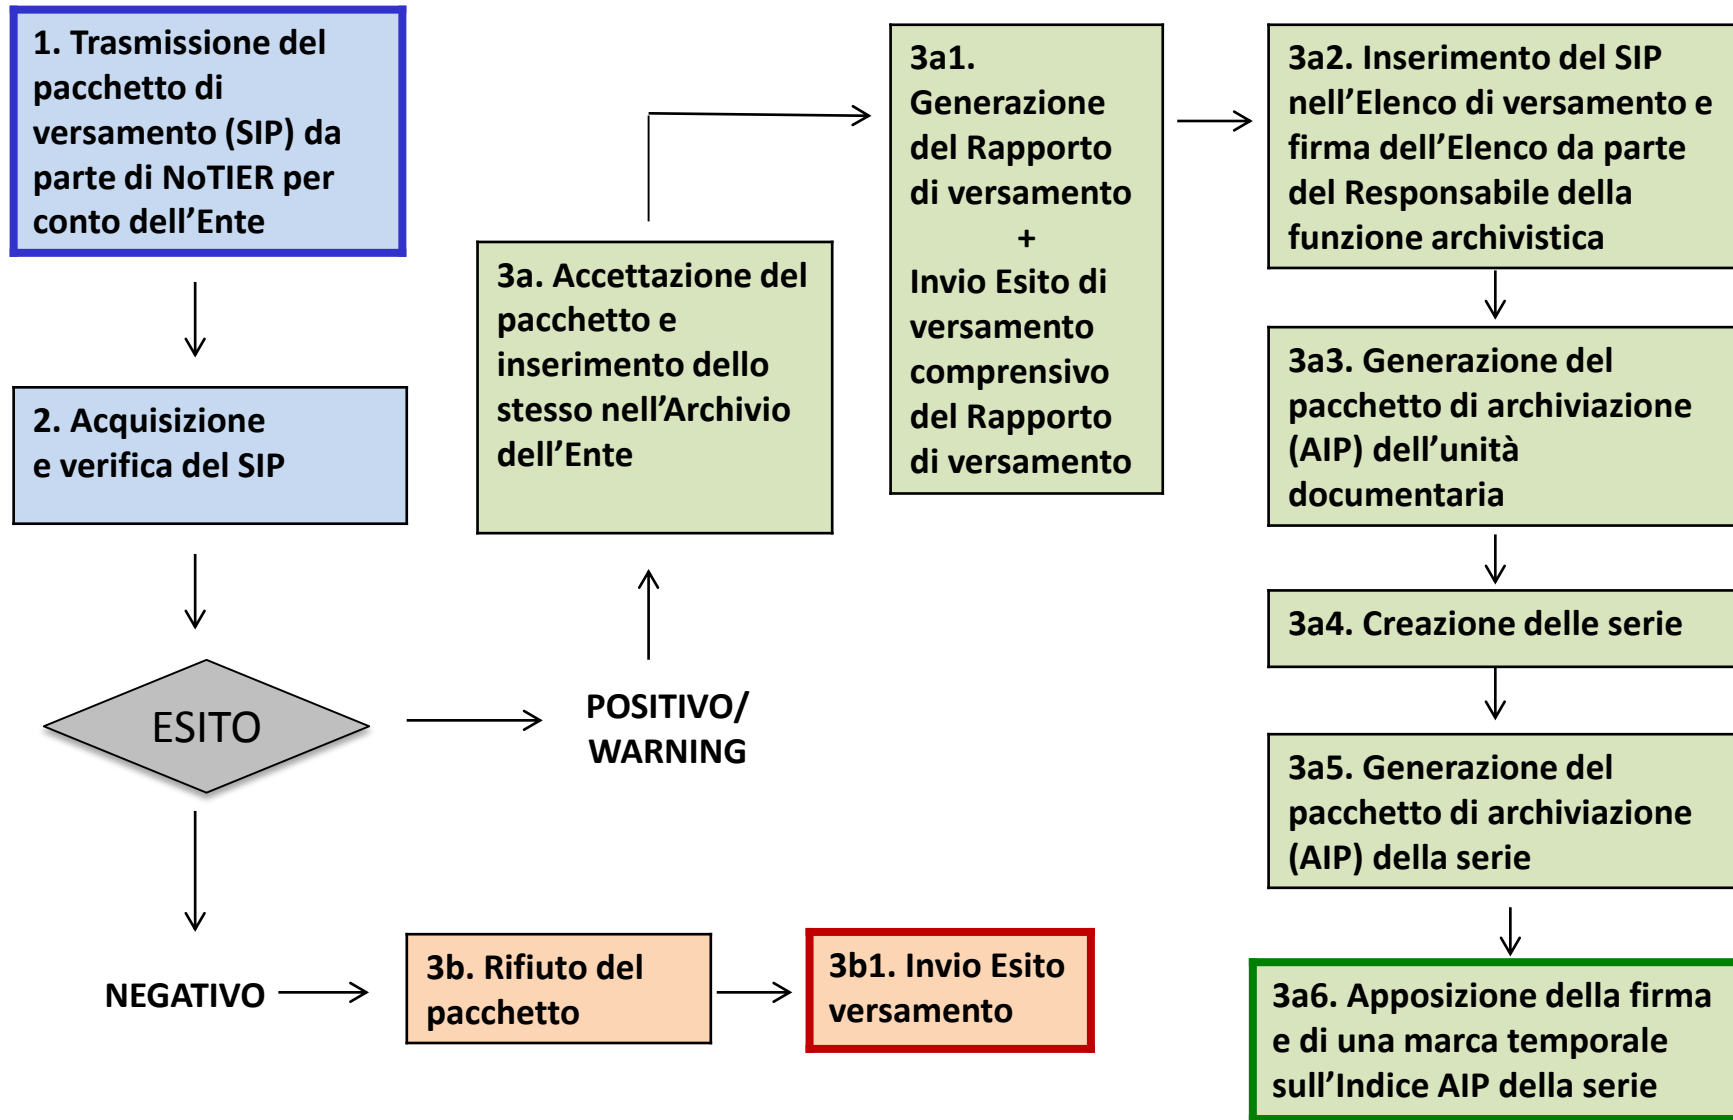 1. Trasmissione del
pacchetto di
versamento (SIP) da
parte di NoTIER per
conto dell’Ente
2. Acquisizione
e verifica del SIP
ESITO
POSITIVO/
WARNING
NEGATIVO
3b. Rifiuto del
pacchetto
3b1. Invio Esito
versamento
3a. Accettazione del
pacchetto e
inserimento dello
stesso nell’Archivio
dell’Ente
3a1.
Generazione
del Rapporto
di versamento
+
Invio Esito di
versamento
comprensivo
del Rapporto
di versamento
3a2. Inserimento del SIP
nell’Elenco di versamento e
firma dell’Elenco da parte
del Responsabile della
funzione archivistica
3a3. Generazione del
pacchetto di archiviazione
(AIP) dell’unità
documentaria
3a4. Creazione delle serie
3a5. Generazione del
pacchetto di archiviazione
(AIP) della serie
3a6. Apposizione della firma
e di una marca temporale
sull’Indice AIP della serie